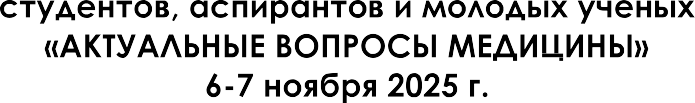 студентов, аспирантов и молодых ученых
«АКТУАЛЬНЫЕ ВОПРОСЫ МЕДИЦИНЫ»
6-7 ноября 2025 г.